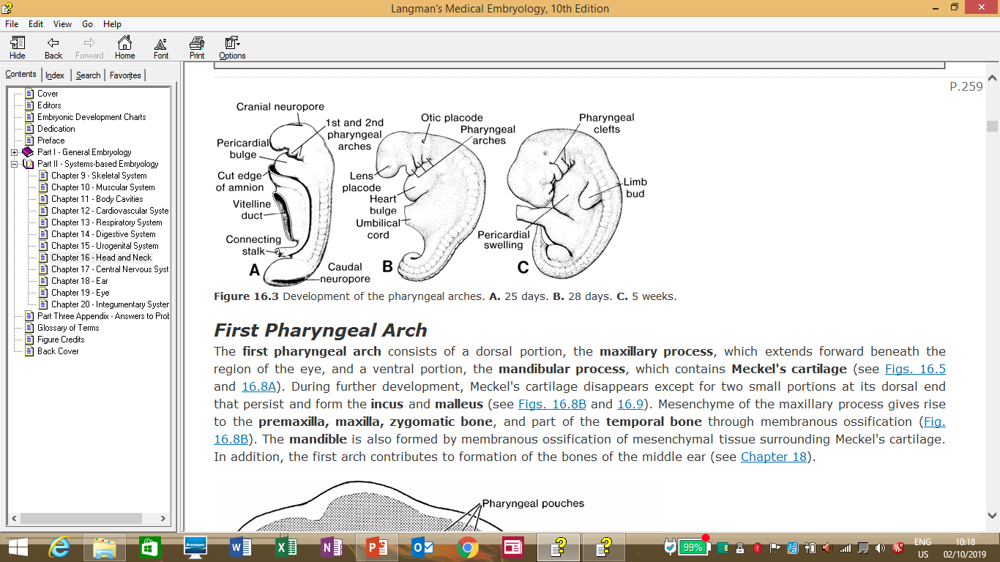 Langman's Medical Embryology, 10th Edition
File Edit View Go Help
Hide Back Forward Home Font Print Options
Contents Index Search Favorites
Cover
Editors
Embryonic Development Charts
Dedication
Preface
Part I - General Embryology
Part II - Systems-based Embryology
Chapter 9 - Skeletal System
Chapter 10 - Muscular System
Chapter 11 - Body Cavities
Chapter 12 - Cardiovascular Syste
Chapter 13 - Respiratory System
Chapter 14 - Digestive System
Chapter 15 - Urogenital System
Chapter 16 - Head and Neck
Chapter 17 - Central Nervous Syst
Chapter 18 - Ear
Chapter 19 - Eye
Chapter 20 - Integumentary System
Part Three Appendix - Answers to Prob
Glossary of Terms
Figure Credits
Back Cover
P.259
Cranial neuropore
1st and 2nd
pharyngeal
arches
Pericardial
bulge
Cut edge
of amnion
Vitelline
duct
Connecting
stalk
A
Caudal
neuropore
Otic placode
Pharyngeal
arches
Lens
placode
Heart
bulge
Umbilical
cord
B
Pharyngeal
clefts
Limb
bud
Pericardial
swelling
C
Figure 16.3 Development of the pharyngeal arches. A. 25 days. B. 28 days. C. 5 weeks.
First Pharyngeal Arch
The first pharyngeal arch consists of a dorsal portion, the maxillary process, which extends forward beneath the
region of the eye, and a ventral portion, the mandibular process, which contains Meckel's cartilage (see Figs. 16.5
and 16.8A). During further development, Meckel's cartilage disappears except for two small portions at its dorsal end
that persist and form the incus and malleus (see Figs. 16.8B and 16.9). Mesenchyme of the maxillary process gives rise
to the premaxilla, maxilla, zygomatic bone, and part of the temporal bone through membranous ossification (Fig.
16.8B). The mandible is also formed by membranous ossification of mesenchymal tissue surrounding Meckel's cartilage.
In addition, the first arch contributes to formation of the bones of the middle ear (see Chapter 18).
Pharyngeal pouches
lenovo
99%
ENG
US
10:18
02/10/2019